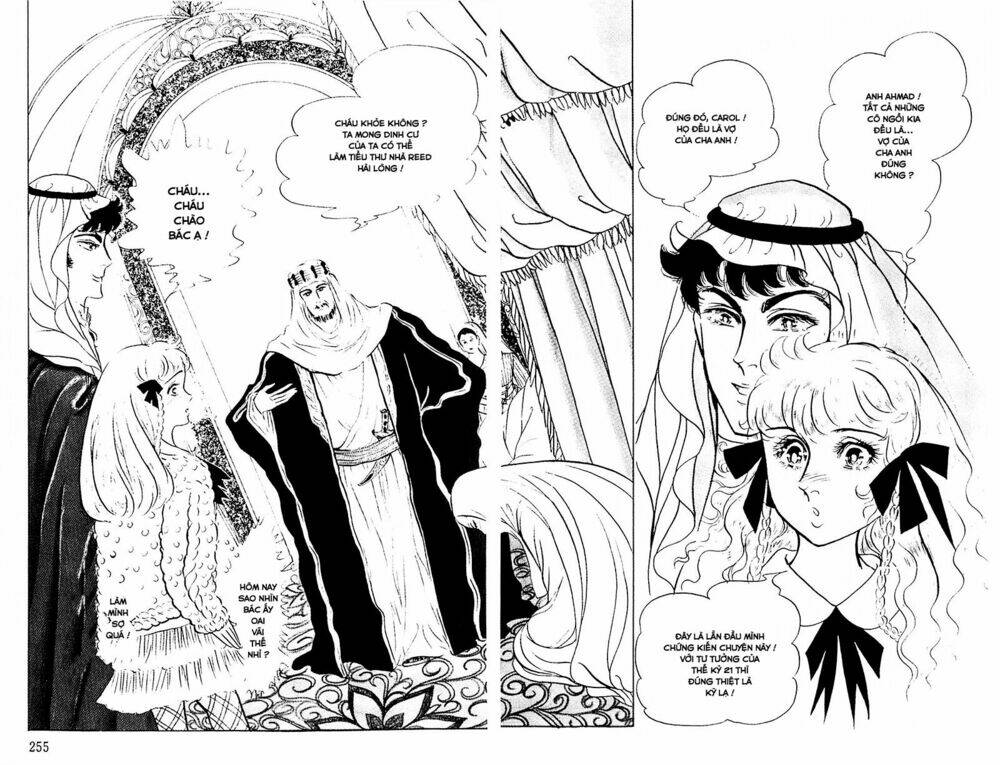 CHÁU KHỎE KHÔNG ?
TA MONG DINH CƯ
CỦA TA CÓ THỂ
LÀM TIỂU THƯ NHÀ REED
HÀI LÒNG !
CHÁU...
CHÁU
CHÀO
BÁC Ạ !
HÔM NAY
SAO NHÌN
BÁC ẤY
OAI
VÁI
THẾ
NHỈ ?
LÀM
MÌNH
SỢ
QUÁ !
255
ANH AHMAD !
TẤT CẢ NHỮNG
CÔ NGỒI KIA
ĐỀU LÀ...
VỢ CỦA
CHA ANH
ĐÚNG
KHÔNG ?
ĐÚNG ĐÓ, CAROL !
HỌ ĐỀU LÀ VỢ
CỦA CHA ANH !
ĐÂY LÀ LẦN ĐẦU MÌNH
CHỨNG KIẾN CHUYỆN NÀY !
VỚI TƯ TƯỞNG CỦA
THẾ KỶ 21 THÌ
ĐÚNG THIỆT LÀ
KỲ LẠ !